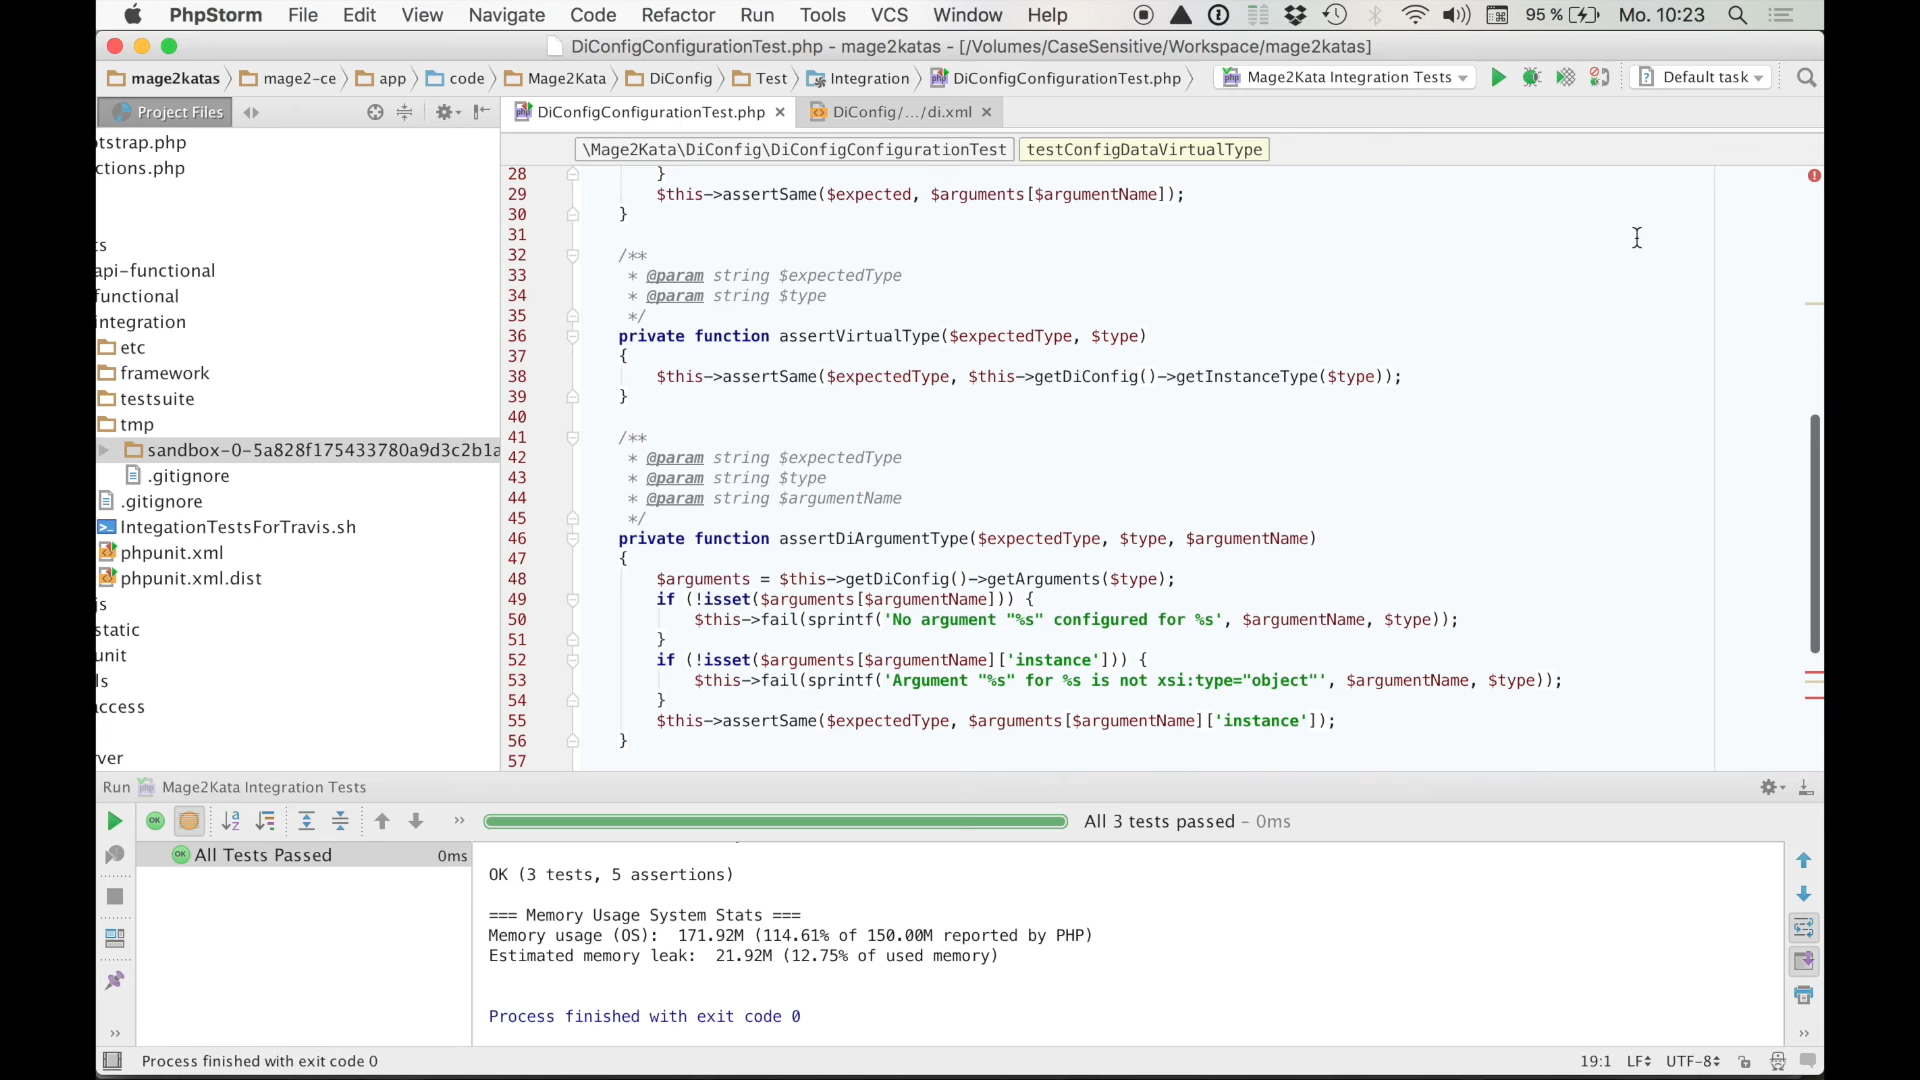 PhpStorm File Edit View Navigate Code Refactor Run Tools VCS Window Help 95 % Mo. 10:23
DiConfigConfigurationTest.php - mage2katas - [/Volumes/CaseSensitive/Workspace/mage2katas]
mage2katas mage2-ce app code Mage2Kata DiConfig Test Integration DiConfigConfigurationTest.php Mage2Kata Integration Tests Default task
Project Files DiConfigConfigurationTest.php DiConfig/.../di.xml
\Mage2Kata\DiConfig\DiConfigConfigurationTest testConfigDataVirtualType
tstrap.php
ctions.php
ts
api-functional
functional
integration
etc
framework
testsuite
tmp
sandbox-0-5a828f175433780a9d3c2b1a
.gitignore
.gitignore
IntegationTestsForTravis.sh
phpunit.xml
phpunit.xml.dist
js
static
unit
ls
access
ver
28 }
29 $this->assertSame($expected, $arguments[$argumentName]);
30 }
31
32 /**
33 * @param string $expectedType
34 * @param string $type
35 */
36 private function assertVirtualType($expectedType, $type)
37 {
38 $this->assertSame($expectedType, $this->getDiConfig()->getInstanceType($type));
39 }
40
41 /**
42 * @param string $expectedType
43 * @param string $type
44 * @param string $argumentName
45 */
46 private function assertDiArgumentType($expectedType, $type, $argumentName)
47 {
48 $arguments = $this->getDiConfig()->getArguments($type);
49 if (!isset($arguments[$argumentName])) {
50 $this->fail(sprintf('No argument "%s" configured for %s', $argumentName, $type));
51 }
52 if (!isset($arguments[$argumentName]['instance'])) {
53 $this->fail(sprintf('Argument "%s" for %s is not xsi:type="object"', $argumentName, $type));
54 }
55 $this->assertSame($expectedType, $arguments[$argumentName]['instance']);
56 }
57
Run Mage2Kata Integration Tests
All 3 tests passed – 0ms
All Tests Passed 0ms
OK (3 tests, 5 assertions)
=== Memory Usage System Stats ===
Memory usage (OS): 171.92M (114.61% of 150.00M reported by PHP)
Estimated memory leak: 21.92M (12.75% of used memory)
Process finished with exit code 0
Process finished with exit code 0 19:1 LF UTF-8